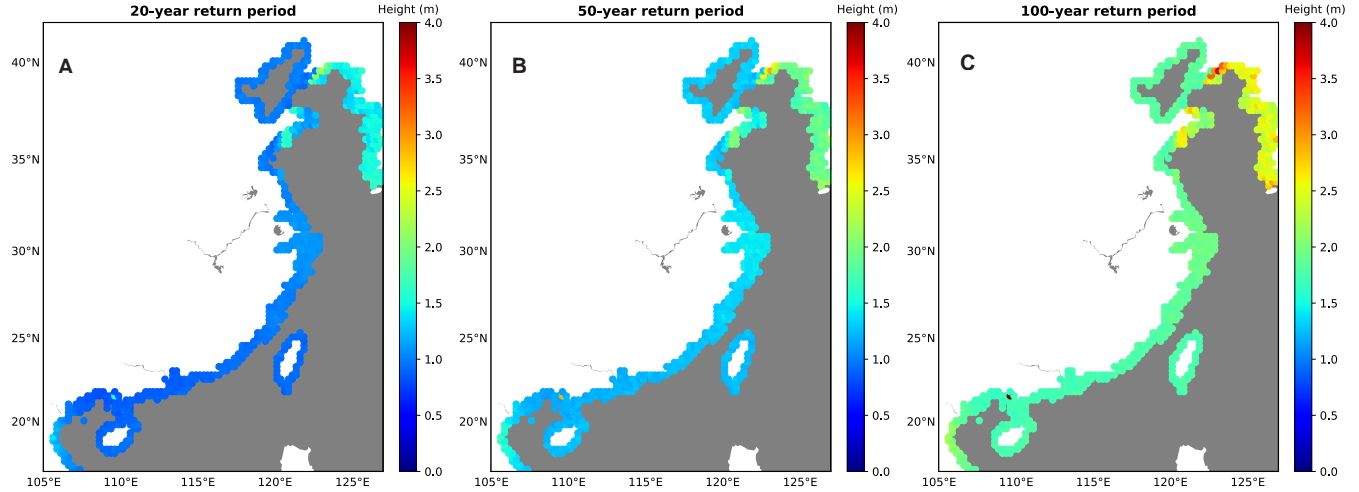 20-year return period
Height (m)
50-year return period
Height (m)
100-year return period
Height (m)
A
B
C
40°N
35°N
30°N
25°N
20°N
105°E
110°E
115°E
120°E
125°E
4.0
3.5
3.0
2.5
2.0
1.5
1.0
0.5
0.0
40°N
35°N
30°N
25°N
20°N
105°E
110°E
115°E
120°E
125°E
4.0
3.5
3.0
2.5
2.0
1.5
1.0
0.5
0.0
40°N
35°N
30°N
25°N
20°N
105°E
110°E
115°E
120°E
125°E
4.0
3.5
3.0
2.5
2.0
1.5
1.0
0.5
0.0